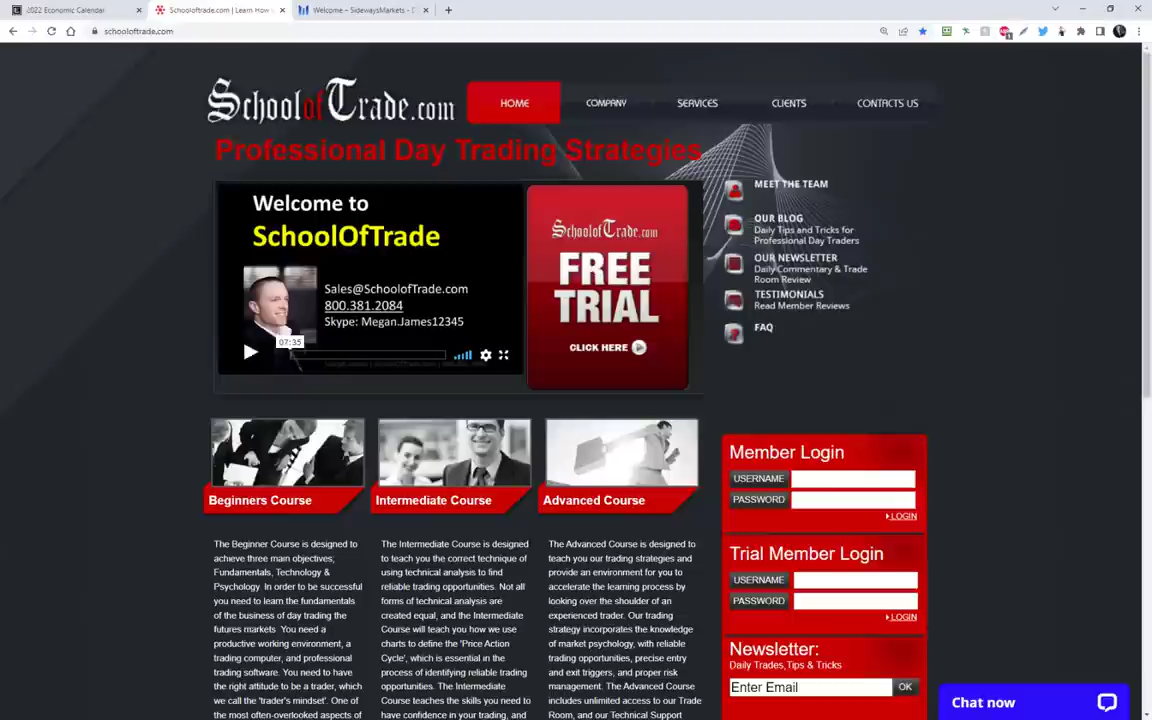 2022 Economic Calendar
Schooloftrade.com | Learn How
Welcome – SidewaysMarkets - D
schooloftrade.com
SchoolofTrade.com
HOME
COMPANY
SERVICES
CLIENTS
CONTACTS US
Professional Day Trading Strategies
Welcome to
SchoolOfTrade
Sales@SchoolofTrade.com
800.381.2084
Skype: Megan.James12345
07:35
SchoolofTrade.com
FREE
TRIAL
CLICK HERE
MEET THE TEAM
OUR BLOG
Daily Tips and Tricks for
Professional Day Traders
OUR NEWSLETTER
Daily Commentary & Trade
Room Review
TESTIMONIALS
Read Member Reviews
FAQ
Beginners Course
The Beginner Course is designed to
achieve three main objectives;
Fundamentals, Technology &
Psychology. In order to be successful
you need to learn the fundamentals
of the business of day trading the
futures markets. You need a
productive working environment, a
trading computer, and professional
trading software. You need to have
the right attitude to be a trader, which
we call the 'trader's mindset'. One of
the most often-overlooked aspects of
Intermediate Course
The Intermediate Course is designed
to teach you the correct technique of
using technical analysis to find
reliable trading opportunities. Not all
forms of technical analysis are
created equal, and the Intermediate
Course will teach you how we use
charts to define the 'Price Action
Cycle', which is essential in the
process of identifying reliable trading
opportunities. The Intermediate
Course teaches the skills you need to
have confidence in your trading, and
Advanced Course
The Advanced Course is designed to
teach you our trading strategies and
provide an environment for you to
accelerate the learning process by
looking over the shoulder of an
experienced trader. Our trading
strategy incorporates the knowledge
of market psychology, with reliable
trading opportunities, precise entry
and exit triggers, and proper risk
management. The Advanced Course
includes unlimited access to our Trade
Room, and our Technical Support
Member Login
USERNAME
PASSWORD
LOGIN
Trial Member Login
USERNAME
PASSWORD
LOGIN
Newsletter:
Daily Trades,Tips & Tricks
Enter Email
OK
Chat now